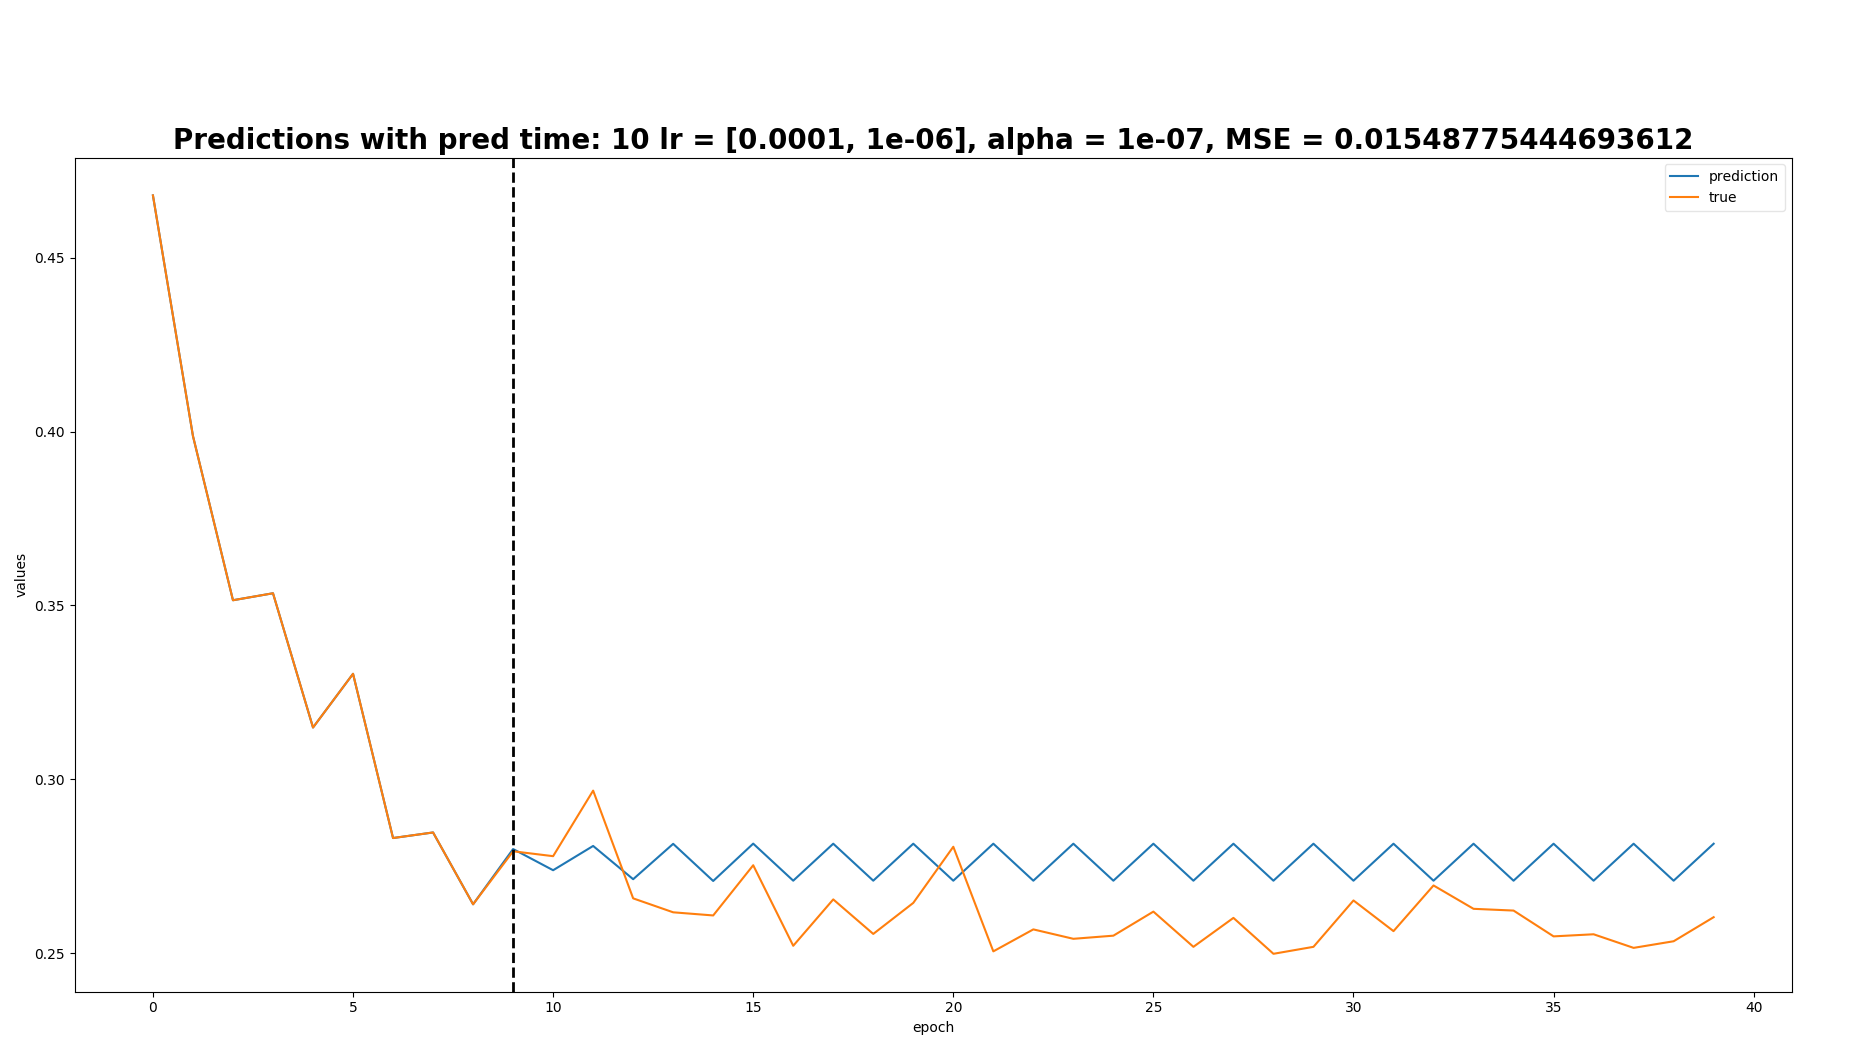 Predictions with pred time: 10 lr = [0.0001, 1e-06], alpha = 1e-07, MSE = 0.01548775444693612
prediction
true
0.45
0.40
0.35
0.30
0.25
values
0 5 10 15 20 25 30 35 40
epoch